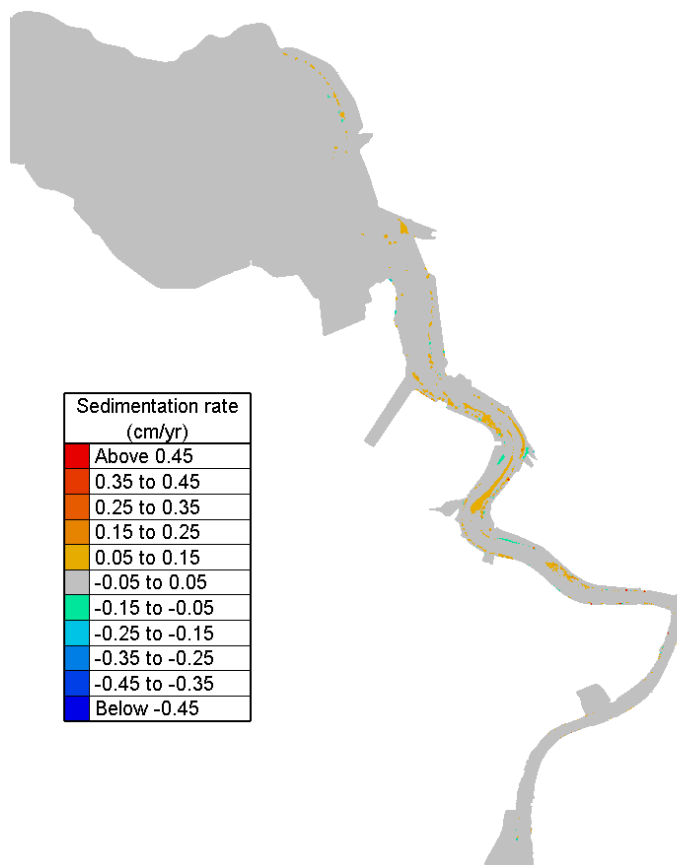 Sedimentation rate
(cm/yr)
Above 0.45
0.35 to 0.45
0.25 to 0.35
0.15 to 0.25
0.05 to 0.15
-0.05 to 0.05
-0.15 to -0.05
-0.25 to -0.15
-0.35 to -0.25
-0.45 to -0.35
Below -0.45